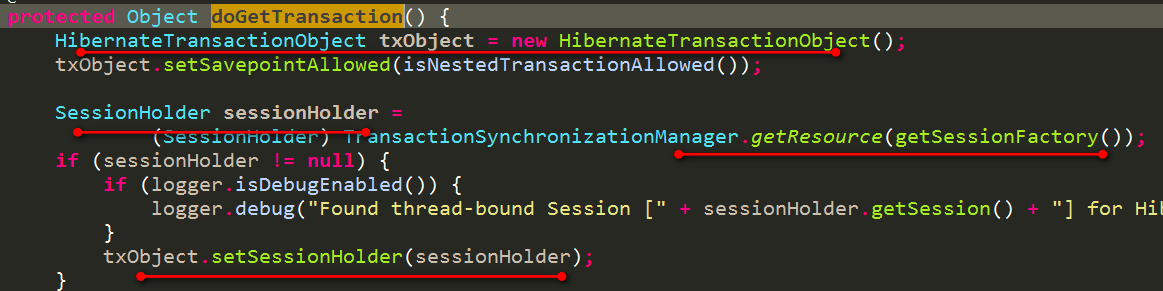 protected Object doGetTransaction() {
HibernateTransactionObject txObject = new HibernateTransactionObject();
txObject.setSavepointAllowed(isNestedTransactionAllowed());
SessionHolder sessionHolder =
(SessionHolder) TransactionSynchronizationManager.getResource(getSessionFactory());
if (sessionHolder != null) {
if (logger.isDebugEnabled()) {
logger.debug("Found thread-bound Session [" + sessionHolder.getSession() + "] for Hi
}
txObject.setSessionHolder(sessionHolder);
}